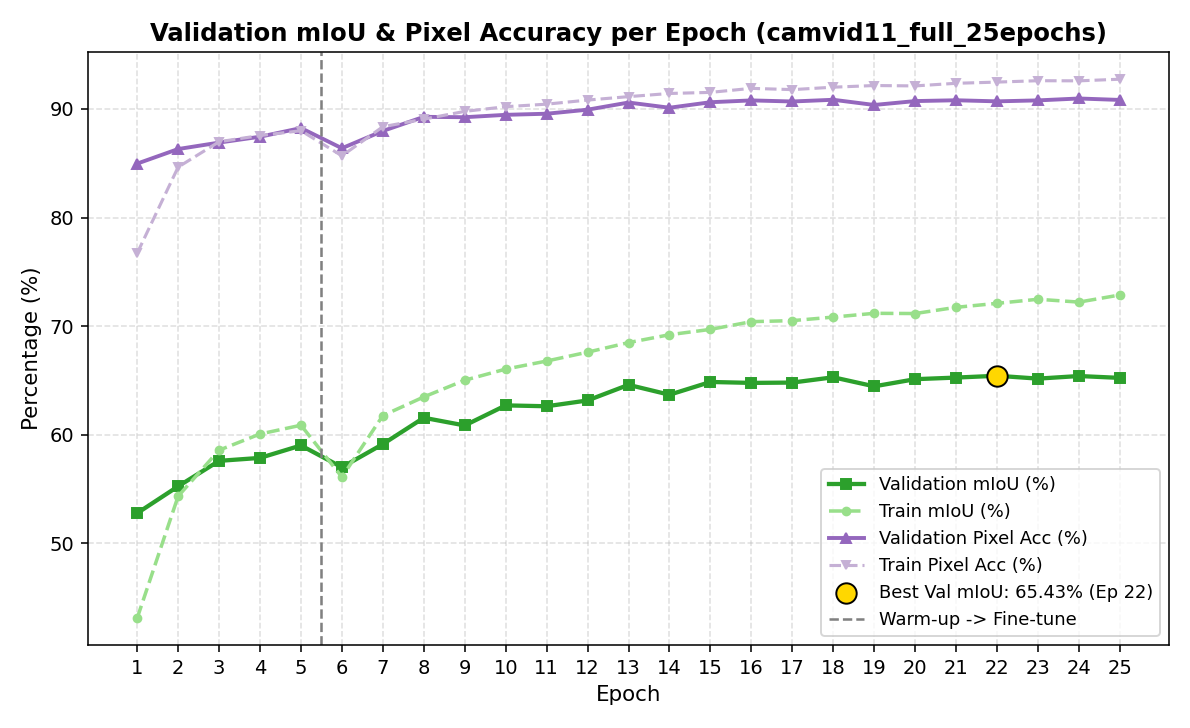 Validation mIoU & Pixel Accuracy per Epoch (camvid11_full_25epochs)
Percentage (%)
90
80
70
60
50
Validation mIoU (%)
Train mIoU (%)
Validation Pixel Acc (%)
Train Pixel Acc (%)
Best Val mIoU: 65.43% (Ep 22)
Warm-up -> Fine-tune
1 2 3 4 5 6 7 8 9 10 11 12 13 14 15 16 17 18 19 20 21 22 23 24 25
Epoch